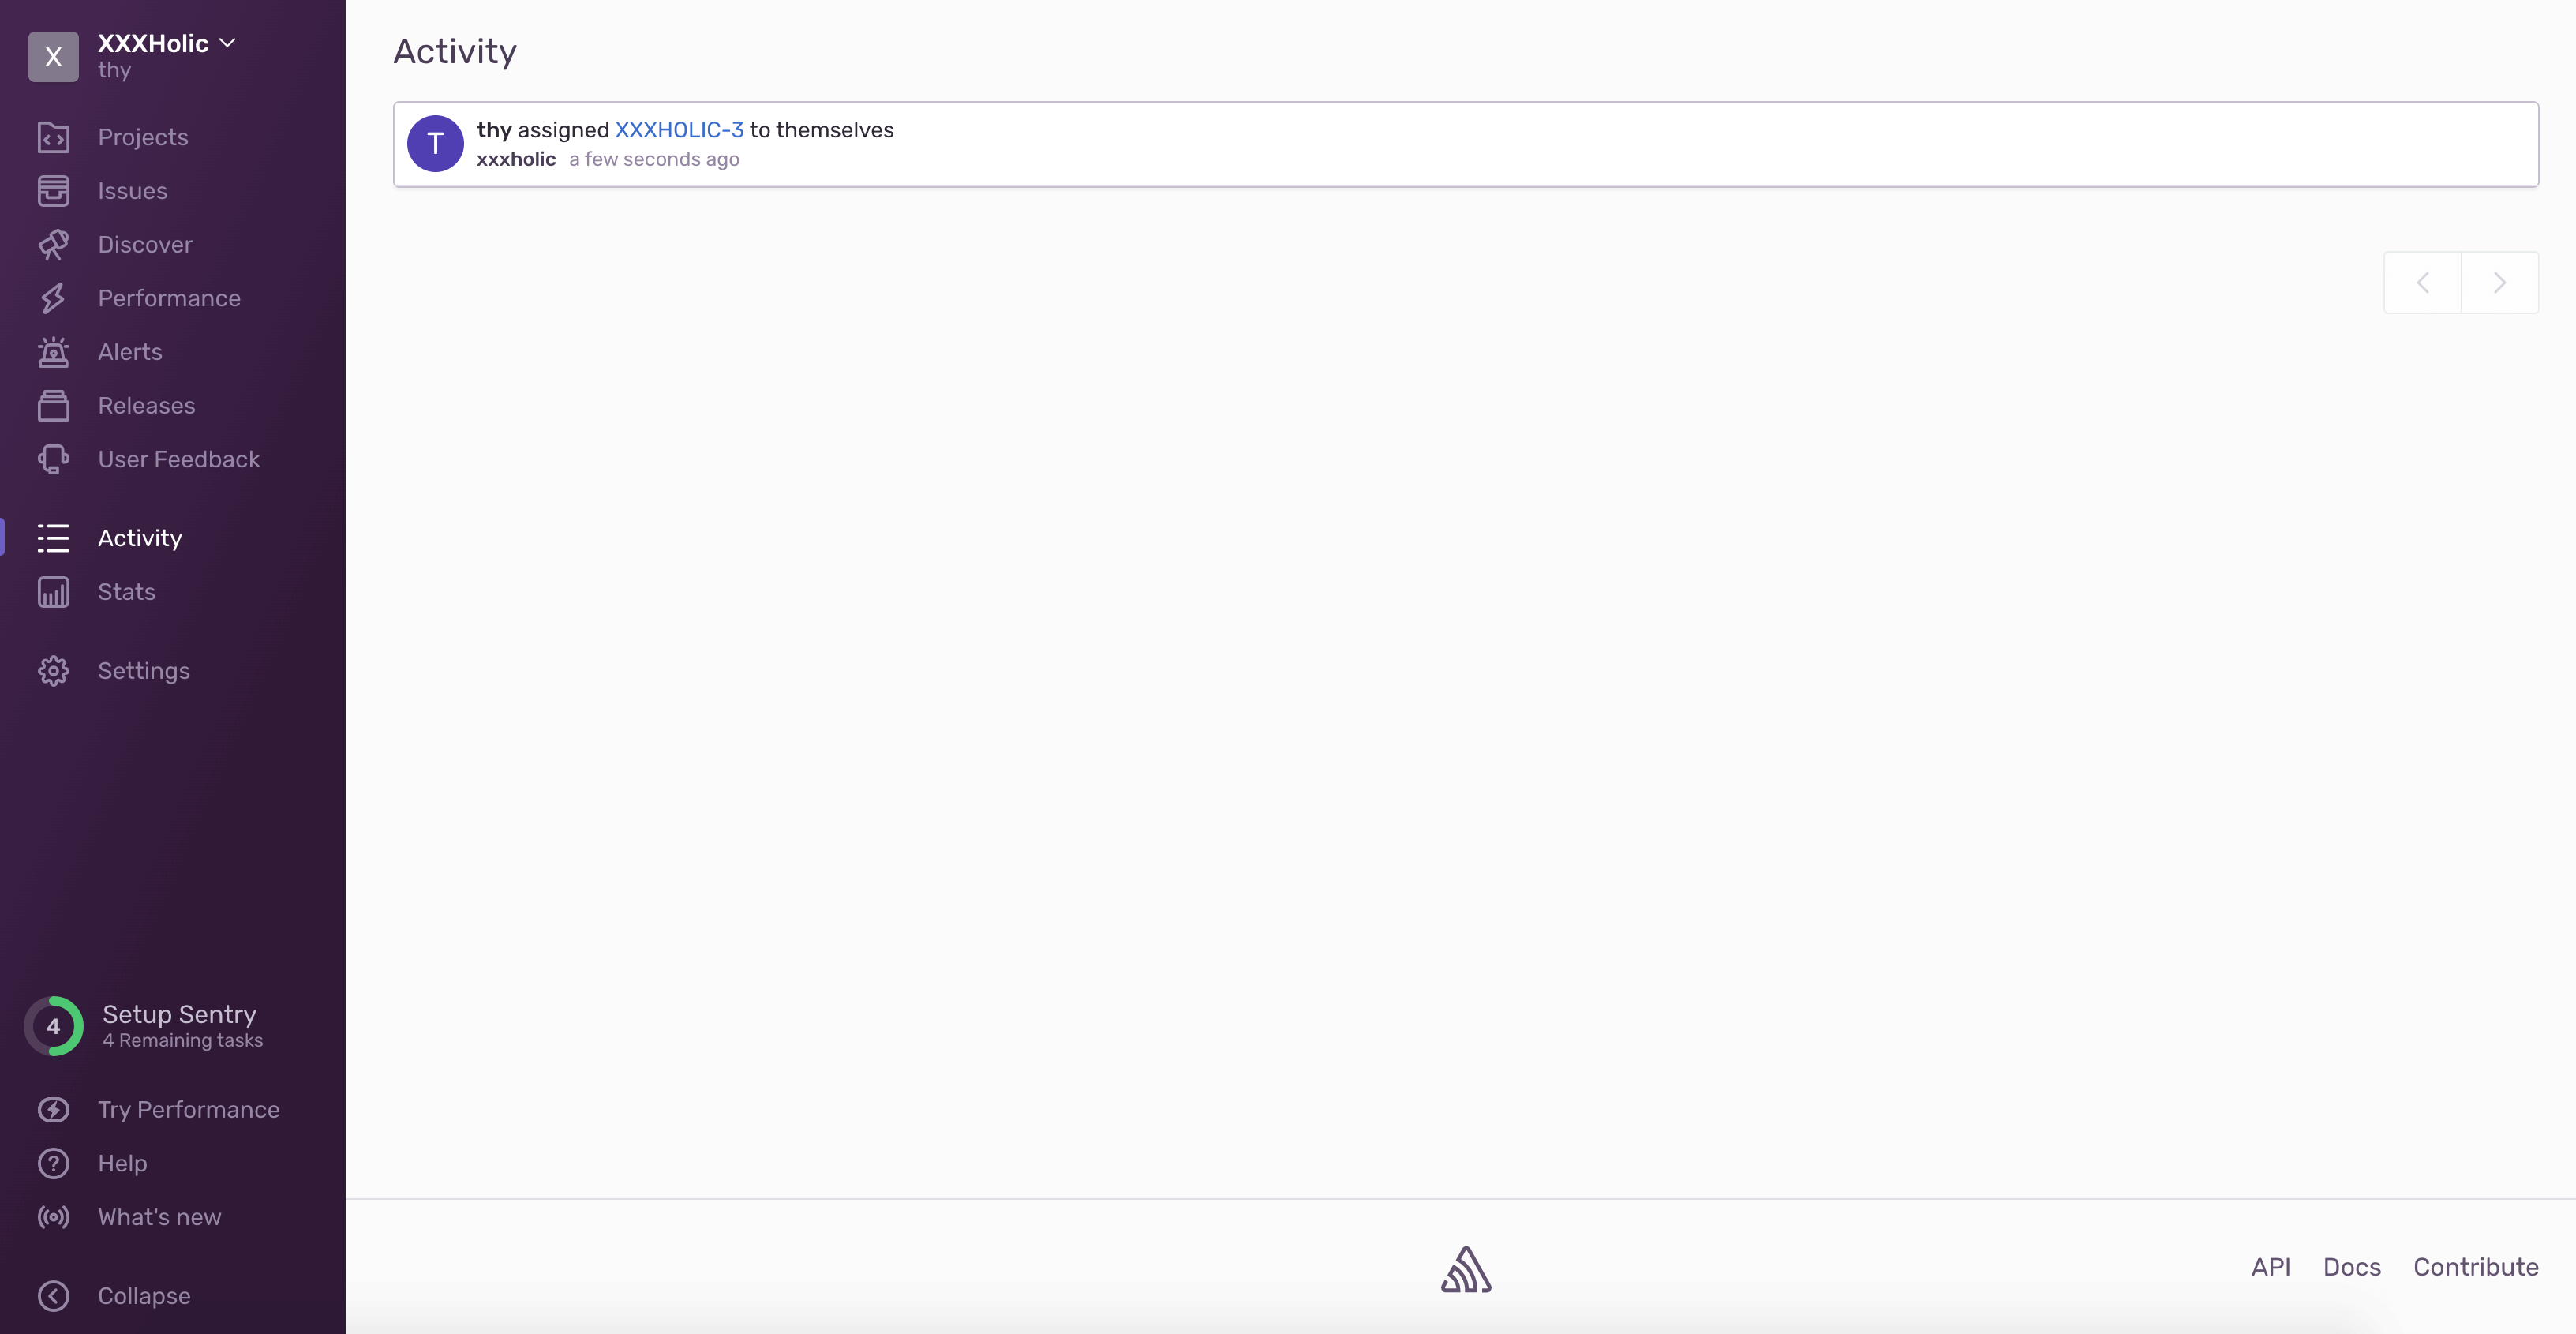 X
XXXHolic
thy
Projects
Issues
Discover
Performance
Alerts
Releases
User Feedback
Activity
Stats
Settings
4
Setup Sentry
4 Remaining tasks
Try Performance
? Help
What's new
Collapse
Activity
T
thy assigned XXXHOLIC-3 to themselves
xxxholic a few seconds ago
API Docs Contribute